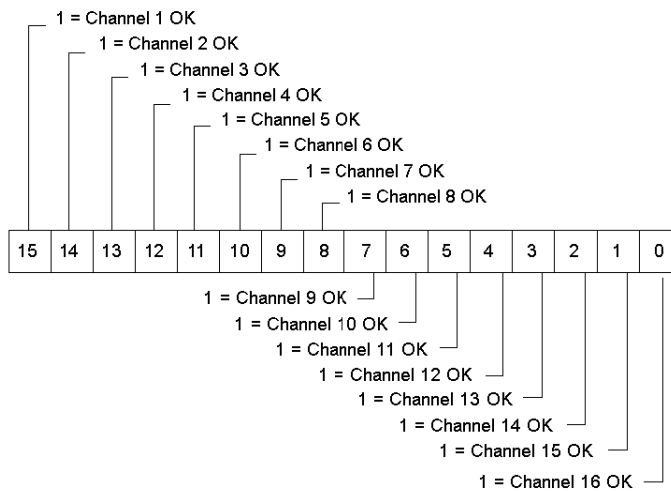 1 = Channel 1 OK
1 = Channel 2 OK
1 = Channel 3 OK
1 = Channel 4 OK
1 = Channel 5 OK
1 = Channel 6 OK
1 = Channel 7 OK
1 = Channel 8 OK
15 14 13 12 11 10 9 8 7 6 5 4 3 2 1 0
1 = Channel 9 OK
1 = Channel 10 OK
1 = Channel 11 OK
1 = Channel 12 OK
1 = Channel 13 OK
1 = Channel 14 OK
1 = Channel 15 OK
1 = Channel 16 OK